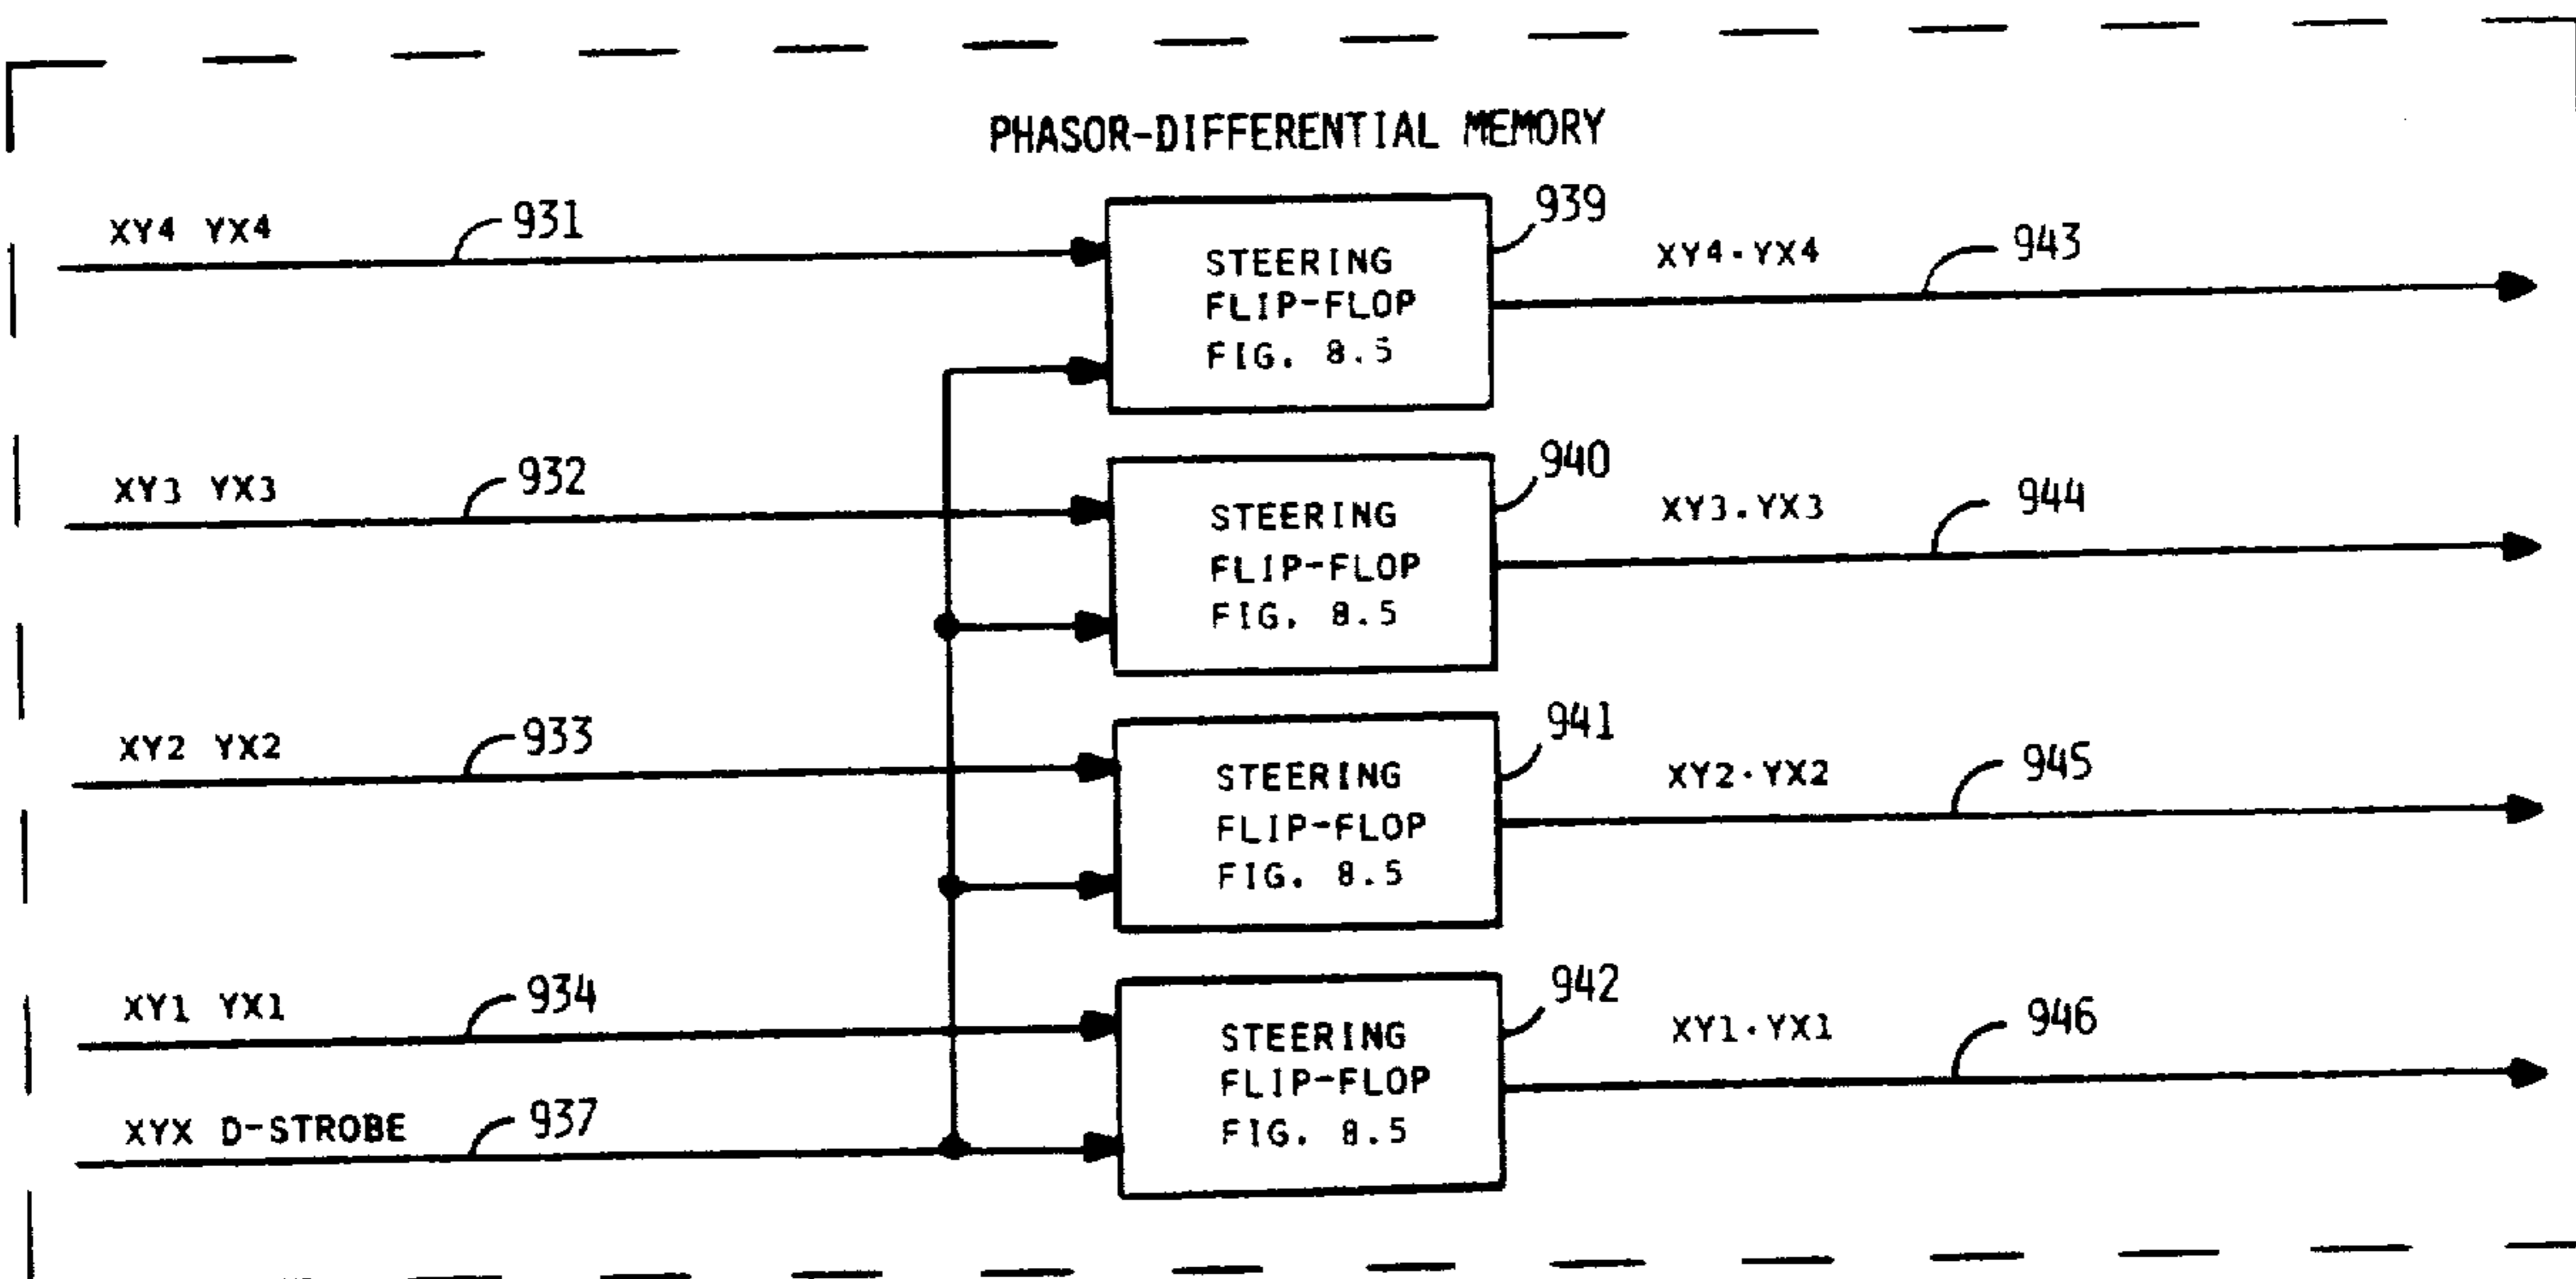 PHASOR-DIFFERENTIAL MEMORY
XY4 YX4
931
STEERING
FLIP-FLOP
FIG. 8.5
939
XY4·YX4
943
XY3 YX3
932
STEERING
FLIP-FLOP
FIG. 8.5
940
XY3.YX3
944
XY2 YX2
933
STEERING
FLIP-FLOP
FIG. 8.5
941
XY2·YX2
945
XY1 YX1
934
XYX D-STROBE
937
STEERING
FLIP-FLOP
FIG. 8.5
942
XY1·YX1
946